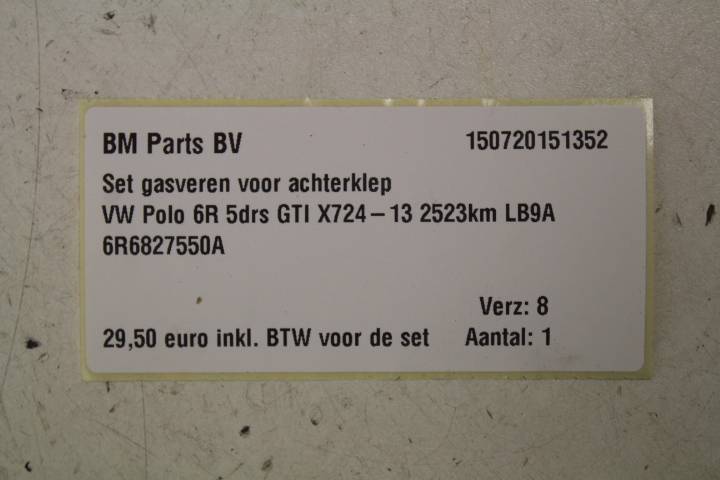 BM Parts BV 150720151352
Set gasveren voor achterklep
VW Polo 6R 5drs GTI X724-13 2523km LB9A
6R6827550A
Verz: 8
29,50 euro inkl. BTW voor de set Aantal: 1